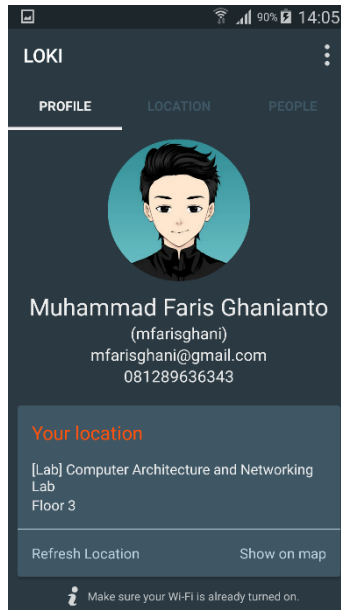 90% 14:05
LOKI
PROFILE LOCATION PEOPLE
Muhammad Faris Ghanianto
(mfarisghani)
mfarisghani@gmail.com
081289636343
Your location
[Lab] Computer Architecture and Networking
Lab
Floor 3
Refresh Location Show on map
Make sure your Wi-Fi is already turned on.